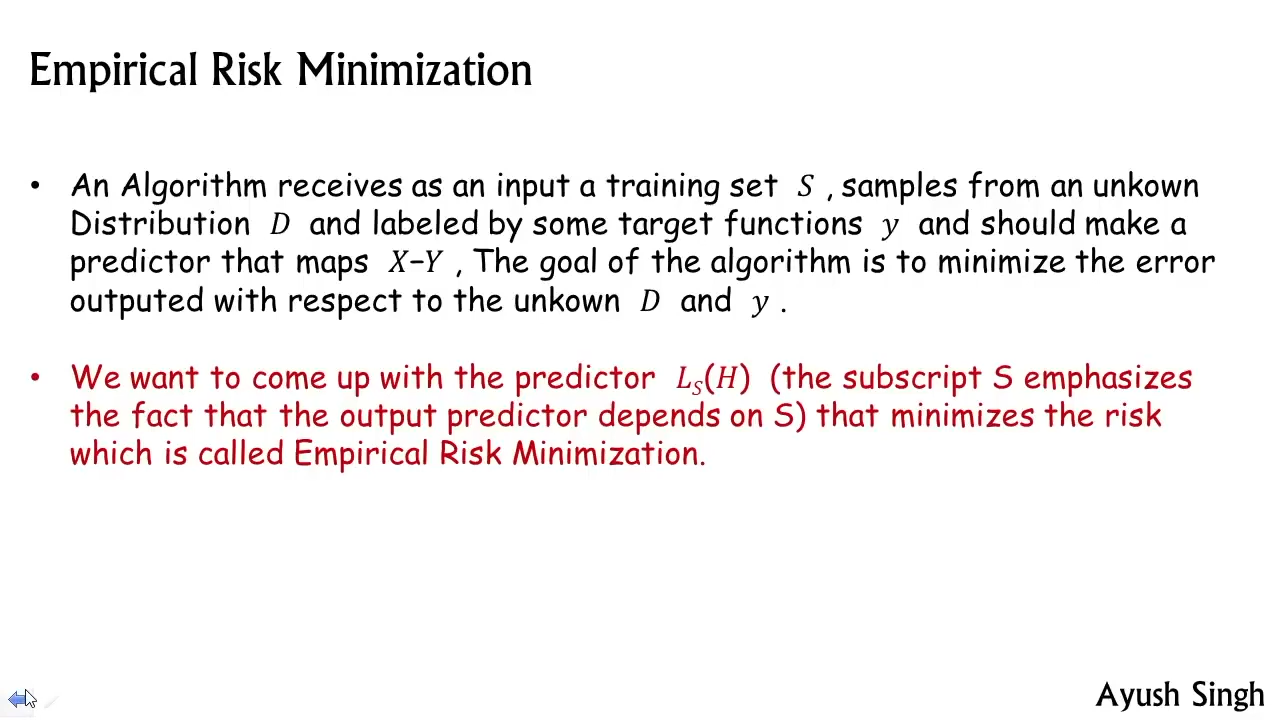 Empirical Risk Minimization
• An Algorithm receives as an input a training set S , samples from an unkown
Distribution D and labeled by some target functions y and should make a
predictor that maps X–Y , The goal of the algorithm is to minimize the error
outputed with respect to the unkown D and y .
• We want to come up with the predictor L_S(H) (the subscript S emphasizes
the fact that the output predictor depends on S) that minimizes the risk
which is called Empirical Risk Minimization.
Ayush Singh